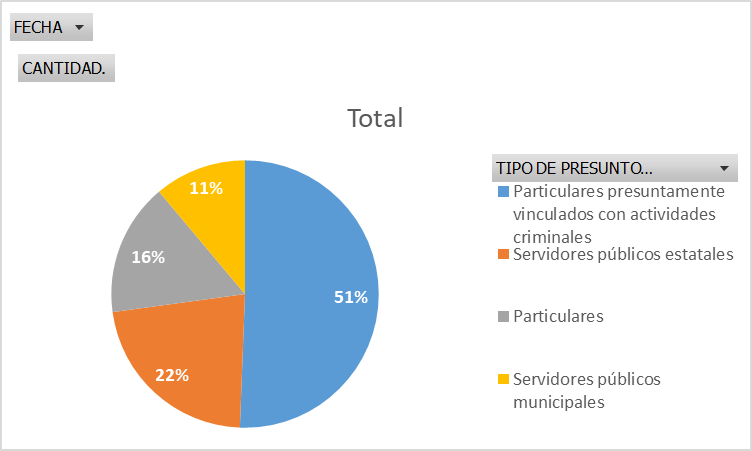 FECHA
CANTIDAD.
Total
TIPO DE PRESUNTO...
Particulares presuntamente
vinculados con actividades
criminales
Servidores públicos estatales
Particulares
Servidores públicos
municipales
11%
16%
51%
22%